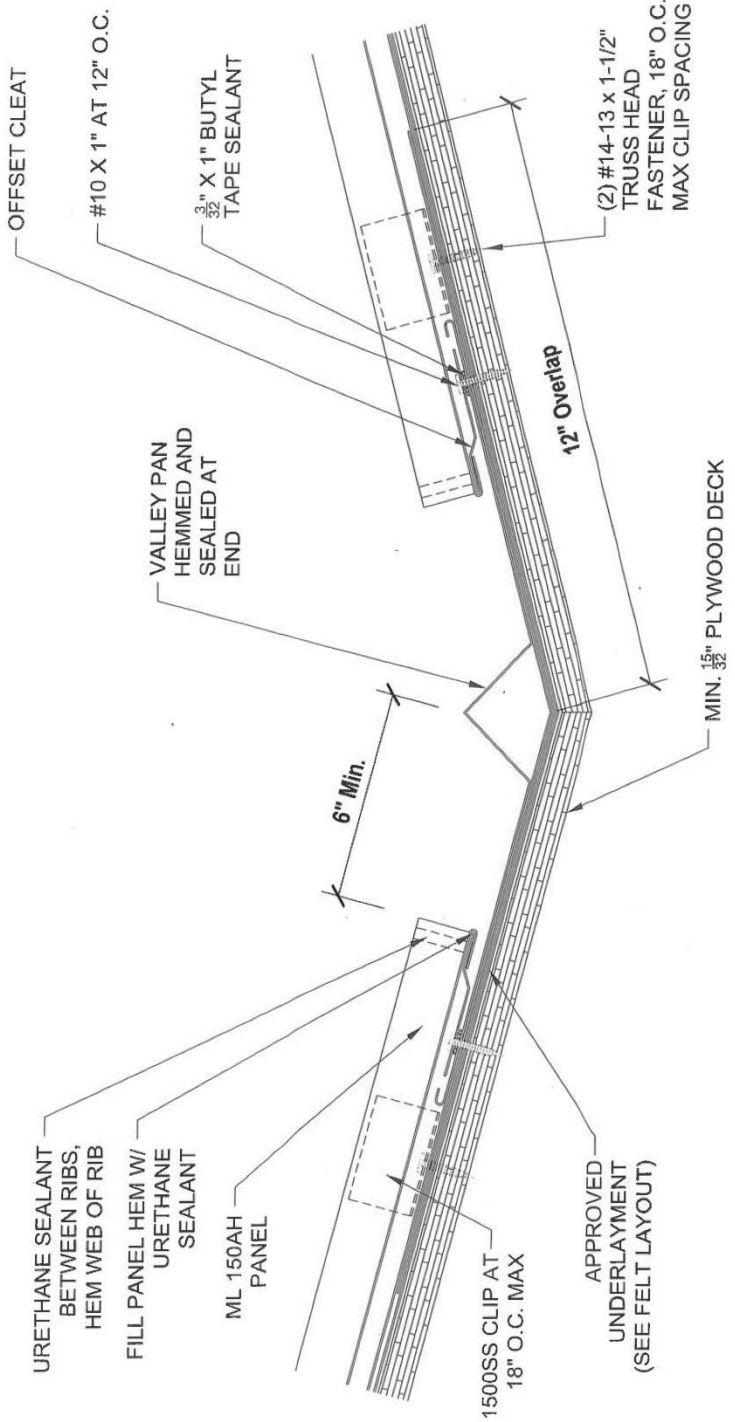 URETHANE SEALANT
BETWEEN RIBS,
HEM WEB OF RIB
FILL PANEL HEM W/
URETHANE
SEALANT
ML 150AH
PANEL
1500SS CLIP AT
18" O.C. MAX
APPROVED
UNDERLAYMENT
(SEE FELT LAYOUT)
6" Min.
VALLEY PAN
HEMMED AND
SEALED AT
END
OFFSET CLEAT
#10 X 1" AT 12" O.C.
3/32" X 1" BUTYL
TAPE SEALANT
(2) #14-13 x 1-1/2"
TRUSS HEAD
FASTENER, 18" O.C.
MAX CLIP SPACING
12" Overlap
MIN. 15/32" PLYWOOD DECK